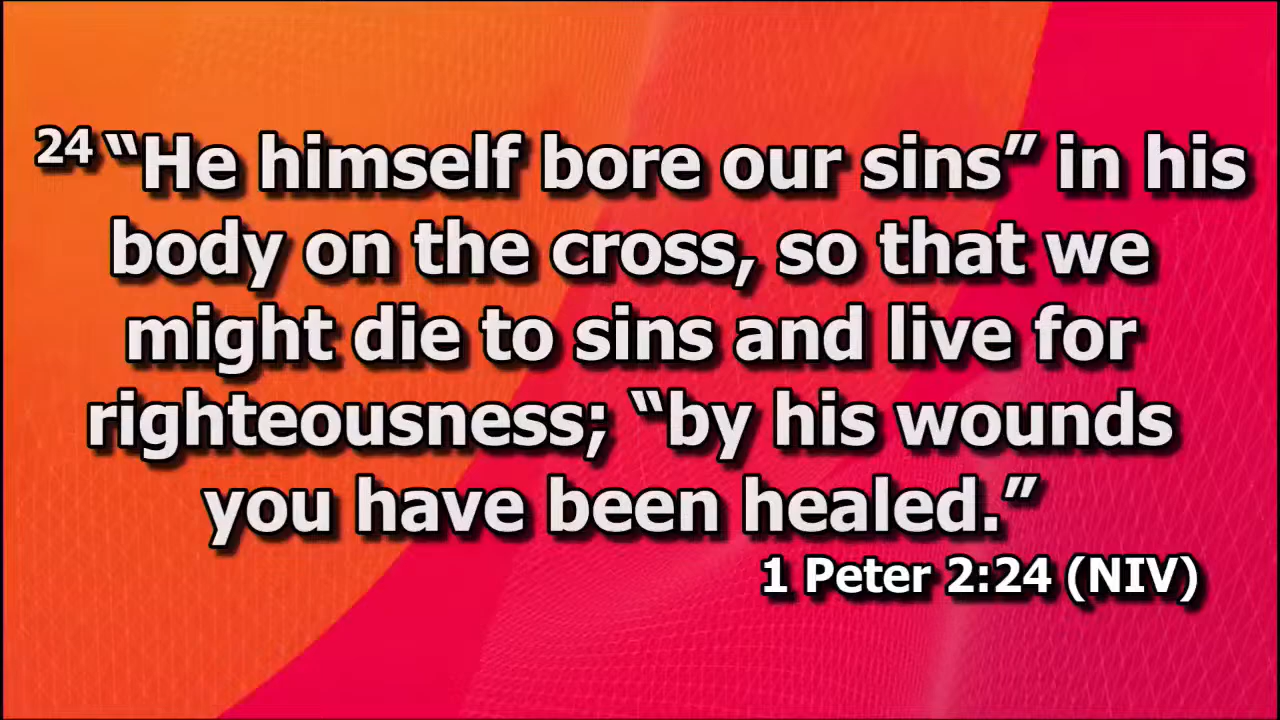 24 “He himself bore our sins” in his
body on the cross, so that we
might die to sins and live for
righteousness; “by his wounds
you have been healed.”
1 Peter 2:24 (NIV)